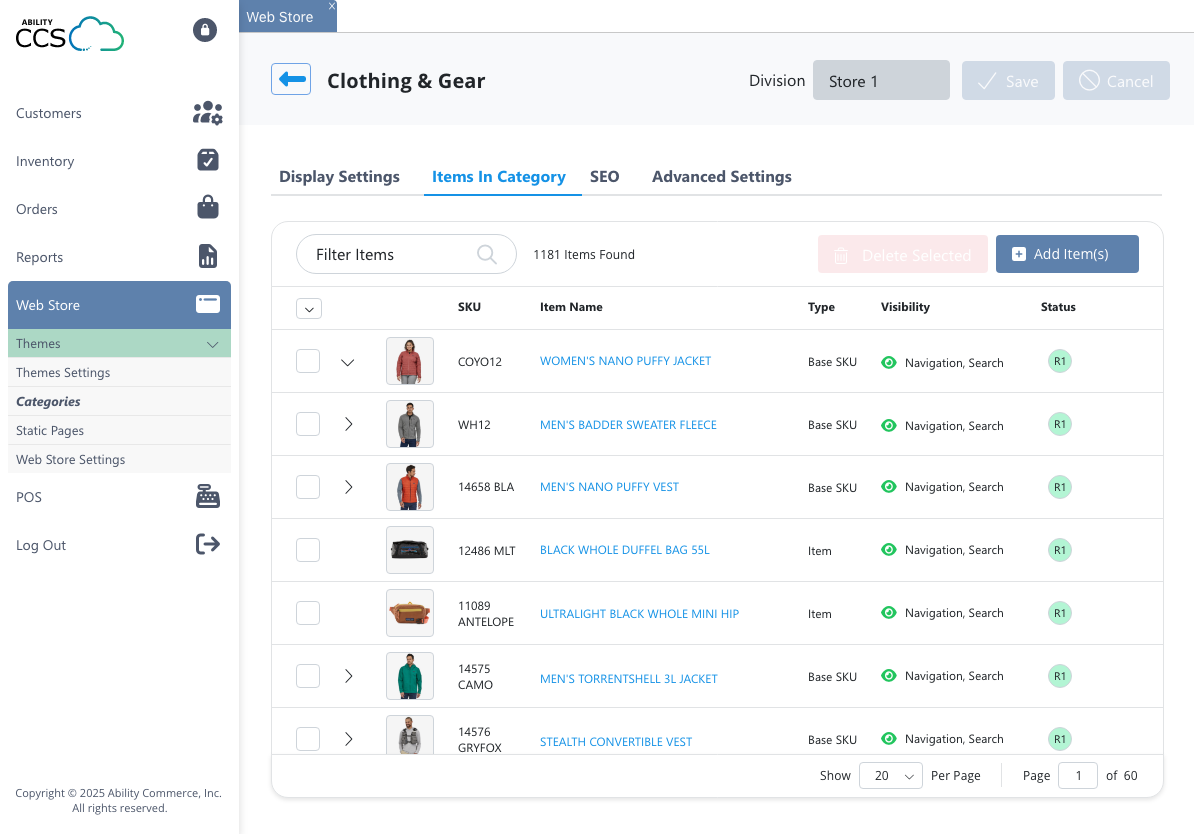 ABILITY
CCS
Customers
Inventory
Orders
Reports
Web Store
Themes
Themes Settings
Categories
Static Pages
Web Store Settings
POS
Log Out
Copyright © 2025 Ability Commerce, Inc.
All rights reserved.
Web Store x
Clothing & Gear
Division Store 1 Save Cancel
Display Settings Items In Category SEO Advanced Settings
Filter Items 1181 Items Found Delete Selected Add Item(s)
SKU Item Name Type Visibility Status
COYO12 WOMEN'S NANO PUFFY JACKET Base SKU Navigation, Search R1
WH12 MEN'S BADDER SWEATER FLEECE Base SKU Navigation, Search R1
14658 BLA MEN'S NANO PUFFY VEST Base SKU Navigation, Search R1
12486 MLT BLACK WHOLE DUFFEL BAG 55L Item Navigation, Search R1
11089
ANTELOPE ULTRALIGHT BLACK WHOLE MINI HIP Item Navigation, Search R1
14575
CAMO MEN'S TORRENTSHELL 3L JACKET Base SKU Navigation, Search R1
14576
GRYFOX STEALTH CONVERTIBLE VEST Base SKU Navigation, Search R1
Show 20 Per Page Page 1 of 60